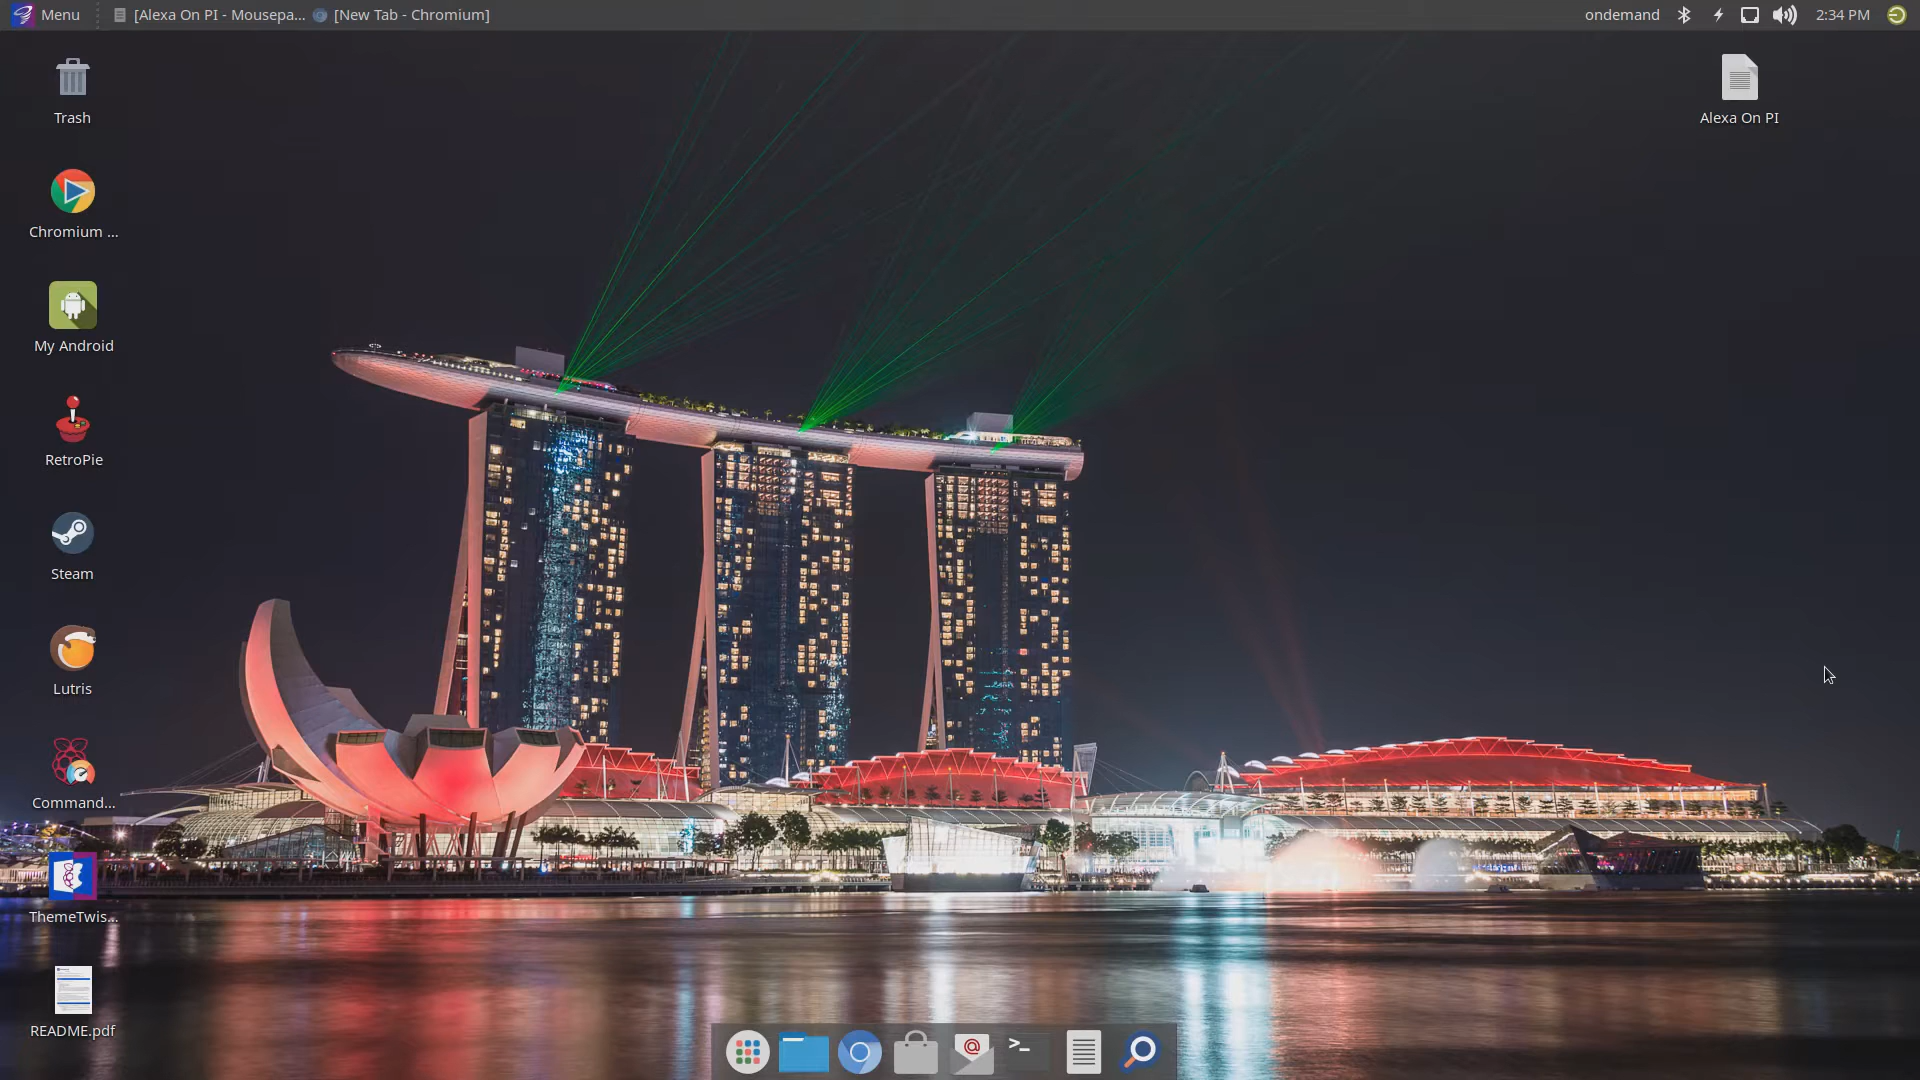 Menu
[Alexa On PI - Mousepa...
[New Tab - Chromium]
ondemand
2:34 PM
Trash
Alexa On PI
Chromium ...
My Android
RetroPie
Steam
Lutris
Command...
ThemeTwis...
README.pdf
@
>_